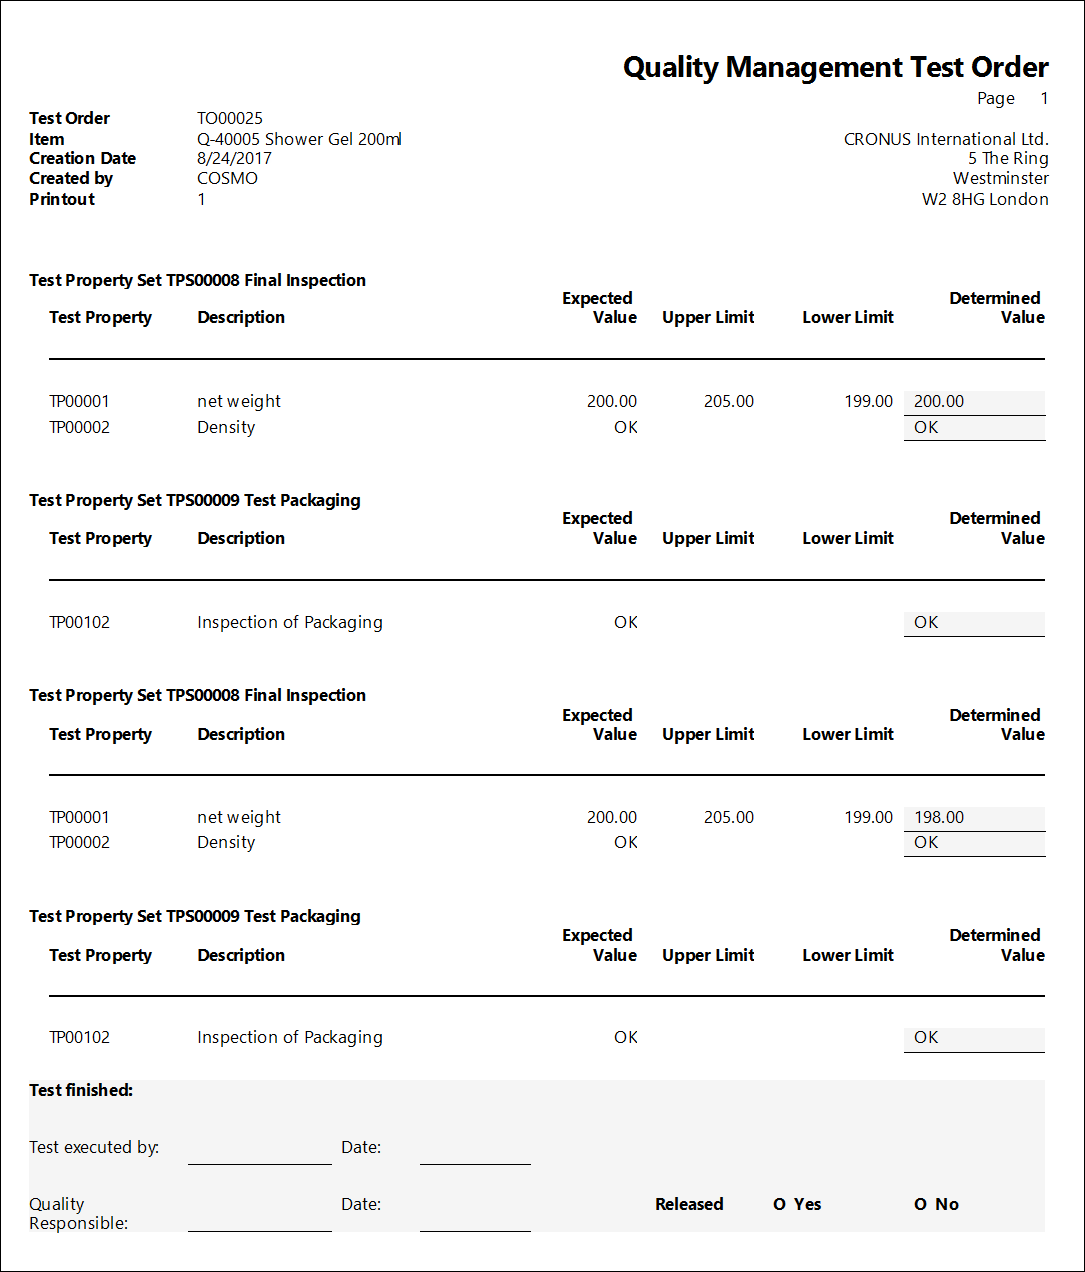 Quality Management Test Order
Page 1
Test Order TO00025
Item Q-40005 Shower Gel 200ml CRONUS International Ltd.
Creation Date 8/24/2017 5 The Ring
Created by COSMO Westminster
Printout 1 W2 8HG London
Test Property Set TPS00008 Final Inspection
Expected Determined
Test Property Description Value Upper Limit Lower Limit Value
TP00001 net weight 200.00 205.00 199.00 200.00
TP00002 Density OK OK
Test Property Set TPS00009 Test Packaging
Expected Determined
Test Property Description Value Upper Limit Lower Limit Value
TP00102 Inspection of Packaging OK OK
Test Property Set TPS00008 Final Inspection
Expected Determined
Test Property Description Value Upper Limit Lower Limit Value
TP00001 net weight 200.00 205.00 199.00 198.00
TP00002 Density OK OK
Test Property Set TPS00009 Test Packaging
Expected Determined
Test Property Description Value Upper Limit Lower Limit Value
TP00102 Inspection of Packaging OK OK
Test finished:
Test executed by: Date:
Quality Date: Released O Yes O No
Responsible: